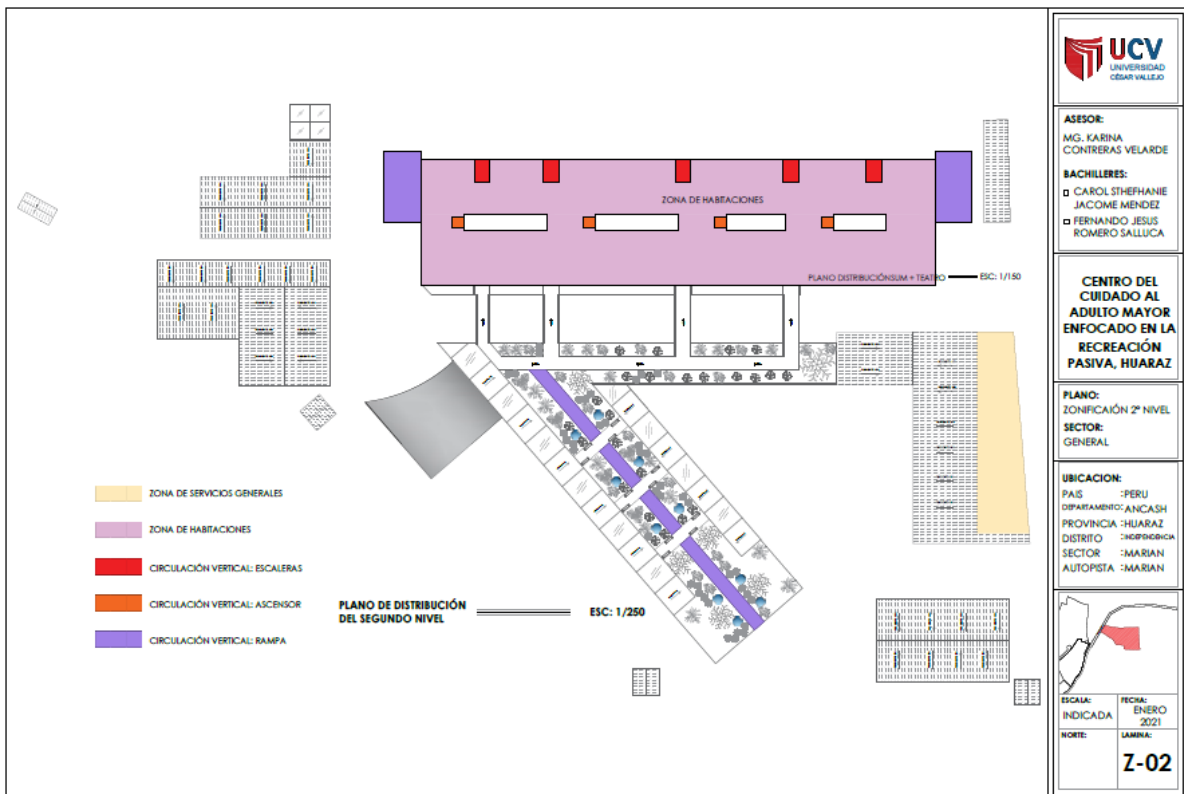 ZONA DE HABITACIONES
PLANO DISTRIBUCIÓNSUM + TEATRO
ESC: 1/150
ZONA DE SERVICIOS GENERALES
ZONA DE HABITACIONES
CIRCULACIÓN VERTICAL: ESCALERAS
CIRCULACIÓN VERTICAL: ASCENSOR
CIRCULACIÓN VERTICAL: RAMPA
PLANO DE DISTRIBUCIÓN
DEL SEGUNDO NIVEL
ESC: 1/250
UCV
UNIVERSIDAD
CÉSAR VALLEJO
ASESOR:
MG. KARINA
CONTRERAS VELARDE
BACHILLERES:
CAROL STHEFHANIE
JACOME MENDEZ
FERNANDO JESUS
ROMERO SALLUCA
CENTRO DEL
CUIDADO AL
ADULTO MAYOR
ENFOCADO EN LA
RECREACIÓN
PASIVA, HUARAZ
PLANO:
ZONIFICAIÓN 2º NIVEL
SECTOR:
GENERAL
UBICACION:
PAIS :PERU
DEPARTAMENTO: ANCASH
PROVINCIA :HUARAZ
DISTRITO :INDEPENDENCIA
SECTOR :MARIAN
AUTOPISTA :MARIAN
ESCALA:
INDICADA
FECHA:
ENERO
2021
NORTE:
LAMINA:
Z-02